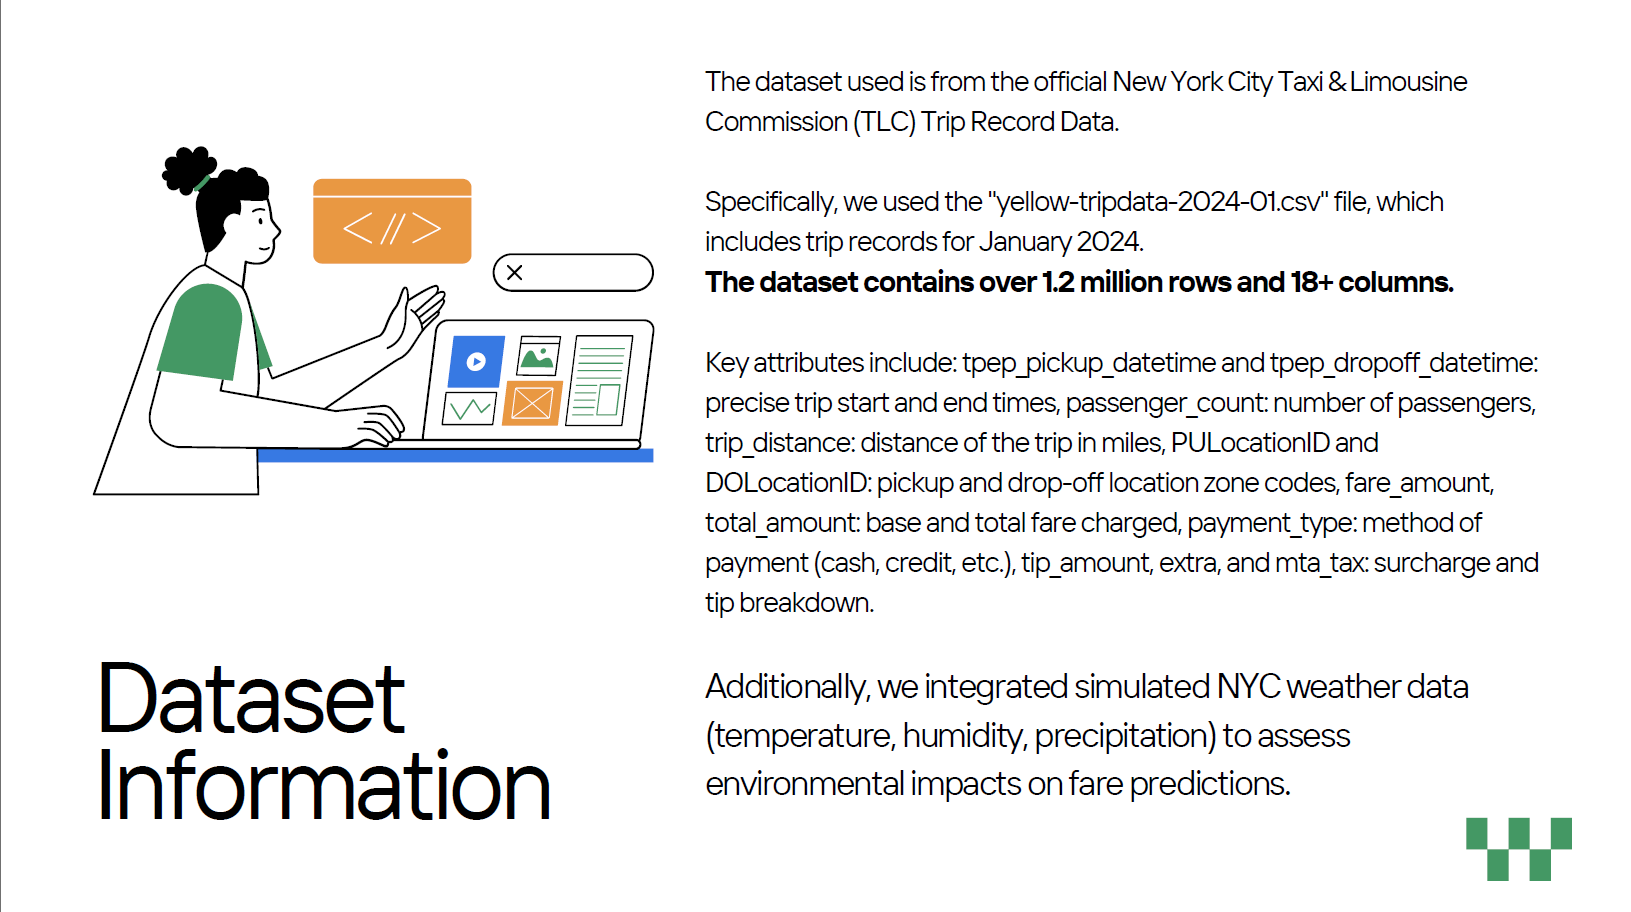 The dataset used is from the official New York City Taxi & Limousine
Commission (TLC) Trip Record Data.
Specifically, we used the "yellow-tripdata-2024-01.csv" file, which
includes trip records for January 2024.
The dataset contains over 1.2 million rows and 18+ columns.
Key attributes include: tpep_pickup_datetime and tpep_dropoff_datetime:
precise trip start and end times, passenger_count: number of passengers,
trip_distance: distance of the trip in miles, PULocationID and
DOLocationID: pickup and drop-off location zone codes, fare_amount,
total_amount: base and total fare charged, payment_type: method of
payment (cash, credit, etc.), tip_amount, extra, and mta_tax: surcharge and
tip breakdown.
Additionally, we integrated simulated NYC weather data
(temperature, humidity, precipitation) to assess
environmental impacts on fare predictions.
Dataset
Information